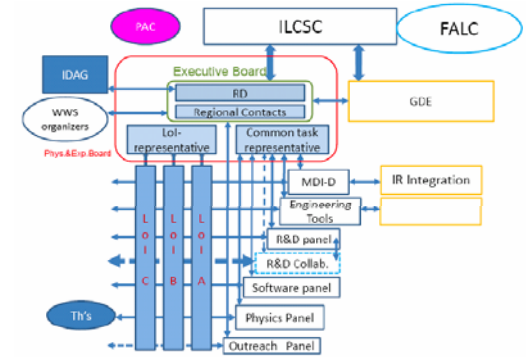 PAC
ILCSC
FALC
IDAG
Executive Board
RD
GDE
WWS
organizers
Regional Contacts
LoI-
representative
Common task
representative
Phys.&Exp.Board
MDI-D
IR Integration
Engineering
Tools
R&D panel
R&D Collab.
Software panel
Th's
Physics Panel
Outreach Panel
L
o
I
C
L
o
I
B
L
o
I
A